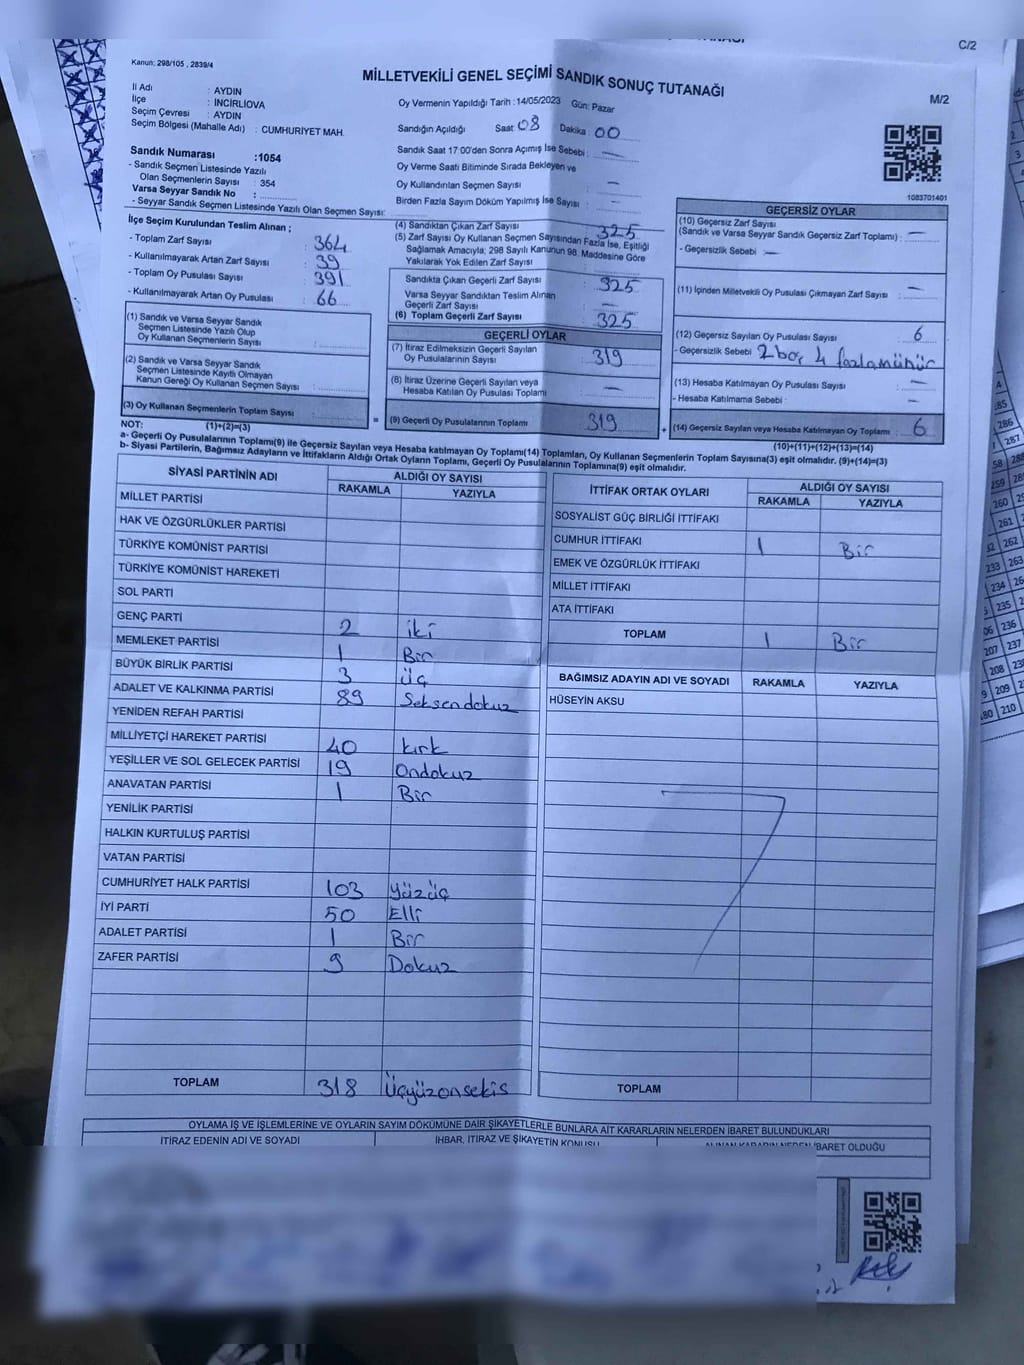 C/2
Kanun: 298/105 , 2839/4
MİLLETVEKİLİ GENEL SEÇİMİ SANDIK SONUÇ TUTANAĞI
M/2
İl Adı : AYDIN
İlçe : İNCİRLİOVA
Seçim Çevresi : AYDIN
Seçim Bölgesi (Mahalle Adı) : CUMHURİYET MAH.
Oy Vermenin Yapıldığı Tarih : 14/05/2023 Gün: Pazar
Sandığın Açıldığı Saat 08 Dakika 00
Sandık Saat 17:00'den Sonra Açımış İse Sebebi : —
Oy Verme Saati Bitiminde Sırada Bekleyen ve
Oy Kullandırılan Seçmen Sayısı : —
Birden Fazla Sayım Döküm Yapılmış İse Sayısı : —
1083701401
Sandık Numarası :1054
- Sandık Seçmen Listesinde Yazılı
Olan Seçmenlerin Sayısı : 354
Varsa Seyyar Sandık No :
- Seyyar Sandık Seçmen Listesinde Yazılı Olan Seçmen Sayısı:
İlçe Seçim Kurulundan Teslim Alınan ;
- Toplam Zarf Sayısı : 364
- Kullanılmayarak Artan Zarf Sayısı : 39
- Toplam Oy Pusulası Sayısı : 391
- Kullanılmayarak Artan Oy Pusulası : 66
(1) Sandık ve Varsa Seyyar Sandık
Seçmen Listesinde Yazılı Olup
Oy Kullanan Seçmenlerin Sayısı :
(2) Sandık ve Varsa Seyyar Sandık
Seçmen Listesinde Kayıtlı Olmayan
Kanun Gereği Oy Kullanan Seçmen Sayısı :
(3) Oy Kullanan Seçmenlerin Toplam Sayısı :
(1)+(2)=(3)
(4) Sandıktan Çıkan Zarf Sayısı : 325
(5) Zarf Sayısı Oy Kullanan Seçmen Sayısından Fazla İse, Eşitliği
Sağlamak Amacıyla; 298 Sayılı Kanunun 98. Maddesine Göre
Yakılarak Yok Edilen Zarf Sayısı :
Sandıkta Çıkan Geçerli Zarf Sayısı : 325
Varsa Seyyar Sandıktan Teslim Alınan
Geçerli Zarf Sayısı : —
(6) Toplam Geçerli Zarf Sayısı : 325
GEÇERLİ OYLAR
(7) İtiraz Edilmeksizin Geçerli Sayılan
Oy Pusulalarının Sayısı : 319
(8) İtiraz Üzerine Geçerli Sayılan veya
Hesaba Katılan Oy Pusulası Toplamı : —
= (9) Geçerli Oy Pusulalarının Toplamı : 319
GEÇERSİZ OYLAR
(10) Geçersiz Zarf Sayısı
(Sandık ve Varsa Seyyar Sandık Geçersiz Zarf Toplamı) : —
- Geçersizlik Sebebi : —
(11) İçinden Milletvekili Oy Pusulası Çıkmayan Zarf Sayısı : —
(12) Geçersiz Sayılan Oy Pusulası Sayısı : 6
- Geçersizlik Sebebi : 2 boş 4 fazla mühür
(13) Hesaba Katılmayan Oy Pusulası Sayısı : —
- Hesaba Katılmama Sebebi : —
+ (14) Geçersiz Sayılan veya Hesaba Katılmayan Oy Toplamı : 6
(10)+(11)+(12)+(13)=(14)
NOT:
a- Geçerli Oy Pusulalarının Toplamı(9) ile Geçersiz Sayılan veya Hesaba katılmayan Oy Toplamı(14) Toplamları, Oy Kullanan Seçmenlerin Toplam Sayısına(3) eşit olmalıdır. (9)+(14)=(3)
b- Siyasi Partilerin, Bağımsız Adayların ve İttifakların Aldığı Ortak Oyların Toplamı, Geçerli Oy Pusulalarının Toplamına(9) eşit olmalıdır.
SİYASİ PARTİNİN ADI ALDIĞI OY SAYISI
RAKAMLA YAZIYLA
MİLLET PARTİSİ
HAK VE ÖZGÜRLÜKLER PARTİSİ
TÜRKİYE KOMÜNİST PARTİSİ
TÜRKİYE KOMÜNİST HAREKETİ
SOL PARTİ
GENÇ PARTİ 2 iki
MEMLEKET PARTİSİ 1 Bir
BÜYÜK BİRLİK PARTİSİ 3 Üç
ADALET VE KALKINMA PARTİSİ 89 Seksendokuz
YENİDEN REFAH PARTİSİ
MİLLİYETÇİ HAREKET PARTİSİ 40 kırk
YEŞİLLER VE SOL GELECEK PARTİSİ 19 Ondokuz
ANAVATAN PARTİSİ 1 Bir
YENİLİK PARTİSİ
HALKIN KURTULUŞ PARTİSİ
VATAN PARTİSİ
CUMHURİYET HALK PARTİSİ 103 Yüzüç
İYİ PARTİ 50 Elli
ADALET PARTİSİ 1 Bir
ZAFER PARTİSİ 9 Dokuz
TOPLAM 318 Üçyüzonsekis
İTTİFAK ORTAK OYLARI ALDIĞI OY SAYISI
RAKAMLA YAZIYLA
SOSYALİST GÜÇ BİRLİĞİ İTTİFAKI
CUMHUR İTTİFAKI 1 Bir
EMEK VE ÖZGÜRLÜK İTTİFAKI
MİLLET İTTİFAKI
ATA İTTİFAKI
TOPLAM 1 Bir
BAĞIMSIZ ADAYIN ADI VE SOYADI RAKAMLA YAZIYLA
HÜSEYİN AKSU
TOPLAM
OYLAMA İŞ VE İŞLEMLERİNE VE OYLARIN SAYIM DÖKÜMÜNE DAİR ŞİKAYETLERLE BUNLARA AİT KARARLARIN NELERDEN İBARET BULUNDUKLARI
İTİRAZ EDENİN ADI VE SOYADI İHBAR, İTİRAZ VE ŞİKAYETİN KONUSU ALINAN KARARIN NEDEN İBARET OLDUĞU